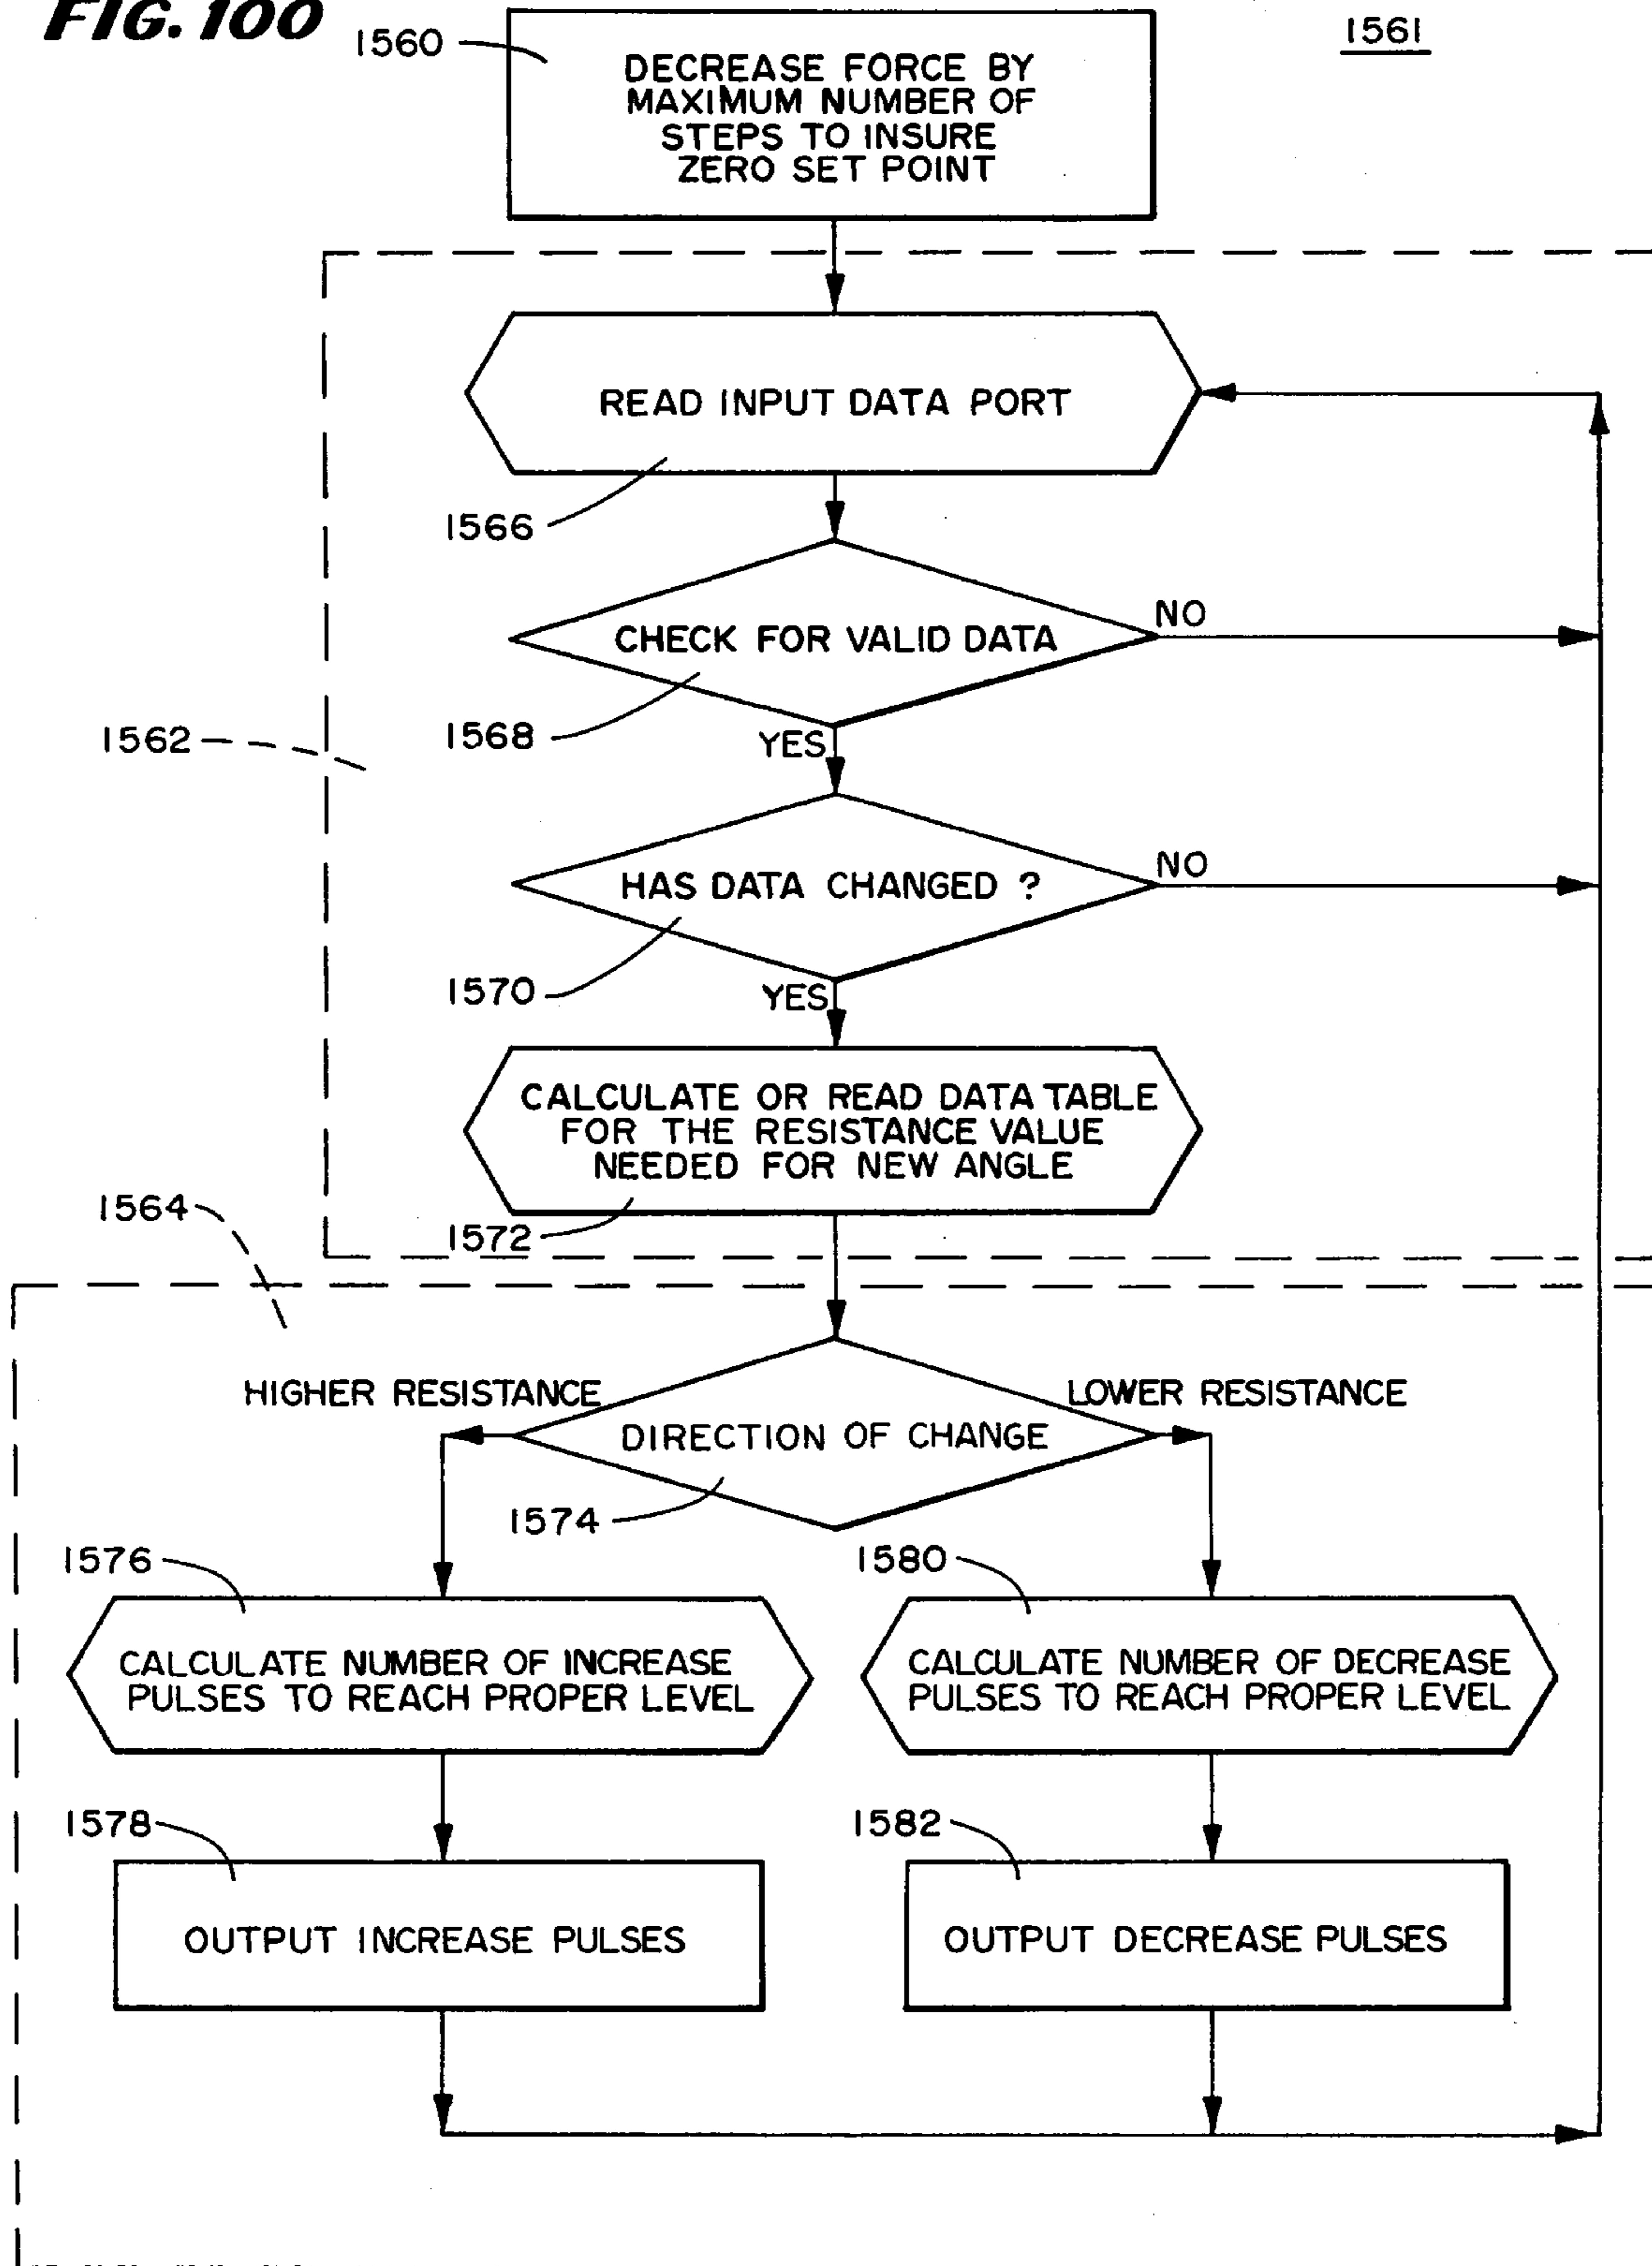 FIG. 100
1560
1561
DECREASE FORCE BY
MAXIMUM NUMBER OF
STEPS TO INSURE
ZERO SET POINT
READ INPUT DATA PORT
1566
CHECK FOR VALID DATA
NO
1568
YES
1562
HAS DATA CHANGED ?
NO
1570
YES
CALCULATE OR READ DATA TABLE
FOR THE RESISTANCE VALUE
NEEDED FOR NEW ANGLE
1572
1564
HIGHER RESISTANCE
LOWER RESISTANCE
DIRECTION OF CHANGE
1574
1576
1580
CALCULATE NUMBER OF INCREASE
PULSES TO REACH PROPER LEVEL
CALCULATE NUMBER OF DECREASE
PULSES TO REACH PROPER LEVEL
1578
1582
OUTPUT INCREASE PULSES
OUTPUT DECREASE PULSES